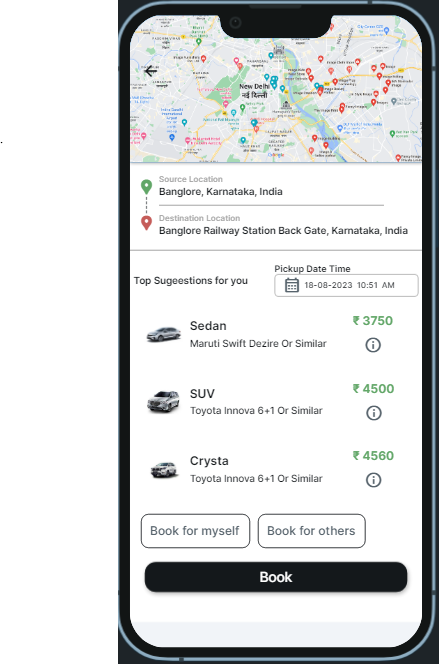 New Delhi
नई दिल्ली
Source Location
Banglore, Karnataka, India
Destination Location
Banglore Railway Station Back Gate, Karnataka, India
Top Sugeestions for you
Pickup Date Time
18-08-2023 10:51 AM
Sedan
₹ 3750
Maruti Swift Dezire Or Similar
SUV
₹ 4500
Toyota Innova 6+1 Or Similar
Crysta
₹ 4560
Toyota Innova 6+1 Or Similar
Book for myself
Book for others
Book